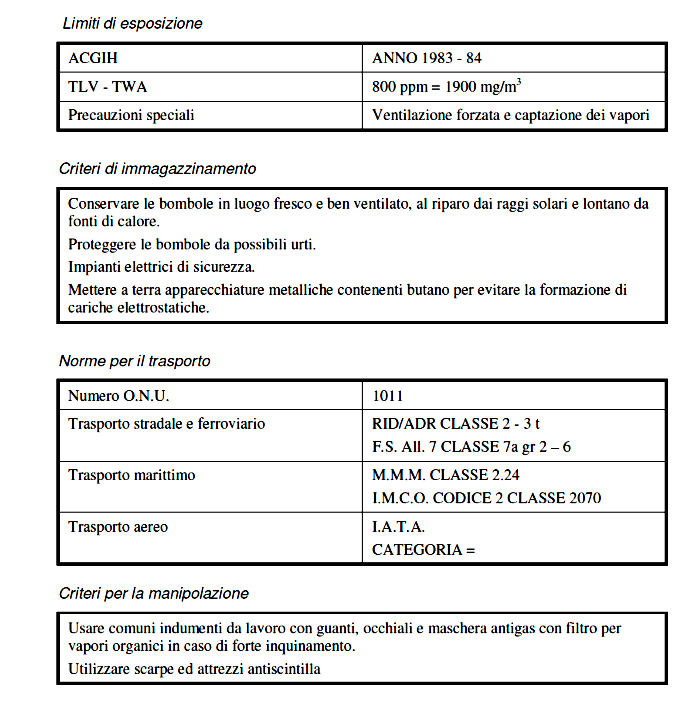 Limiti di esposizione
ACGIH ANNO 1983 - 84
TLV - TWA 800 ppm = 1900 mg/m³
Precauzioni speciali Ventilazione forzata e captazione dei vapori
Criteri di immagazzinamento
Conservare le bombole in luogo fresco e ben ventilato, al riparo dai raggi solari e lontano da
fonti di calore.
Proteggere le bombole da possibili urti.
Impianti elettrici di sicurezza.
Mettere a terra apparecchiature metalliche contenenti butano per evitare la formazione di
cariche elettrostatiche.
Norme per il trasporto
Numero O.N.U. 1011
Trasporto stradale e ferroviario RID/ADR CLASSE 2 - 3 t
F.S. All. 7 CLASSE 7a gr 2 – 6
Trasporto marittimo M.M.M. CLASSE 2.24
I.M.C.O. CODICE 2 CLASSE 2070
Trasporto aereo I.A.T.A.
CATEGORIA =
Criteri per la manipolazione
Usare comuni indumenti da lavoro con guanti, occhiali e maschera antigas con filtro per
vapori organici in caso di forte inquinamento.
Utilizzare scarpe ed attrezzi antiscintilla